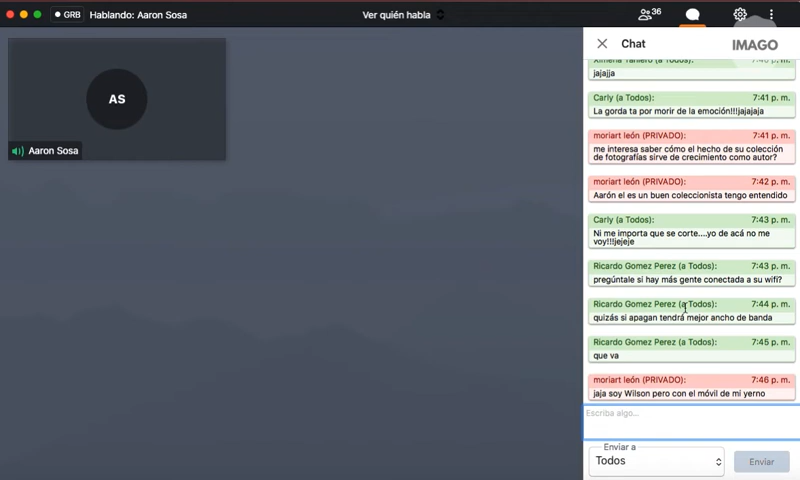 GRB
Hablando: Aaron Sosa
Ver quién habla
36
Chat
IMAGO
AS
Aaron Sosa
jajajja
Carly (a Todos):
7:41 p. m.
La gorda ta por morir de la emoción!!!jajajaja
moriart león (PRIVADO):
7:41 p. m.
me interesa saber cómo el hecho de su colección
de fotografías sirve de crecimiento como autor?
moriart león (PRIVADO):
7:42 p. m.
Aarón el es un buen coleccionista tengo entendido
Carly (a Todos):
7:43 p. m.
Ni me importa que se corte....yo de acá no me
voy!!!jejeje
Ricardo Gomez Perez (a Todos):
7:43 p. m.
pregúntale si hay más gente conectada a su wifi?
Ricardo Gomez Perez (a Todos):
7:44 p. m.
quizás si apagan tendrá mejor ancho de banda
Ricardo Gomez Perez (a Todos):
7:45 p. m.
que va
moriart león (PRIVADO):
7:46 p. m.
jaja soy Wilson pero con el móvil de mi yerno
Escriba algo...
Enviar a
Todos
Enviar